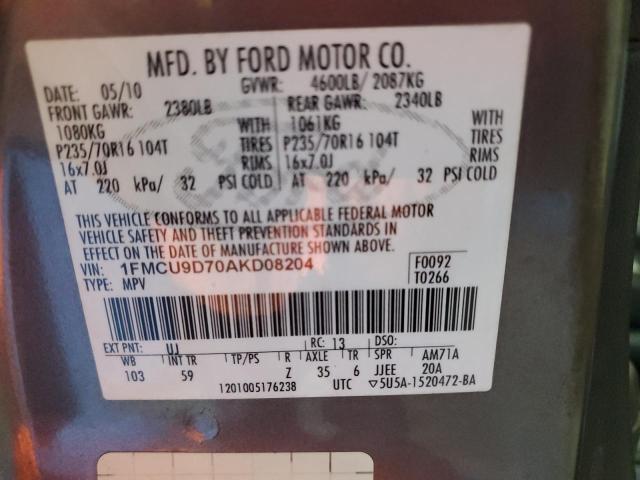 MFD. BY FORD MOTOR CO.
DATE: 05/10 GVWR: 4600LB/ 2087KG
FRONT GAWR: 2380LB REAR GAWR: 2340LB
1080KG WITH 1061KG WITH
P235/70R16 104T TIRES P235/70R16 104T TIRES
16x7.0J RIMS 16x7.0J RIMS
AT 220 kPa/ 32 PSI COLD AT 220 kPa/ 32 PSI COLD
THIS VEHICLE CONFORMS TO ALL APPLICABLE FEDERAL MOTOR
VEHICLE SAFETY AND THEFT PREVENTION STANDARDS IN
EFFECT ON THE DATE OF MANUFACTURE SHOWN ABOVE.
VIN: 1FMCU9D70AKD08204 F0092
TYPE: MPV T0266
EXT PNT: UJ RC: 13 DSO:
WB INT TR TP/PS R AXLE TR SPR AM71A
103 59 Z 35 6 JJEE 20A
1201005176238 UTC ▽5U5A-1520472-BA